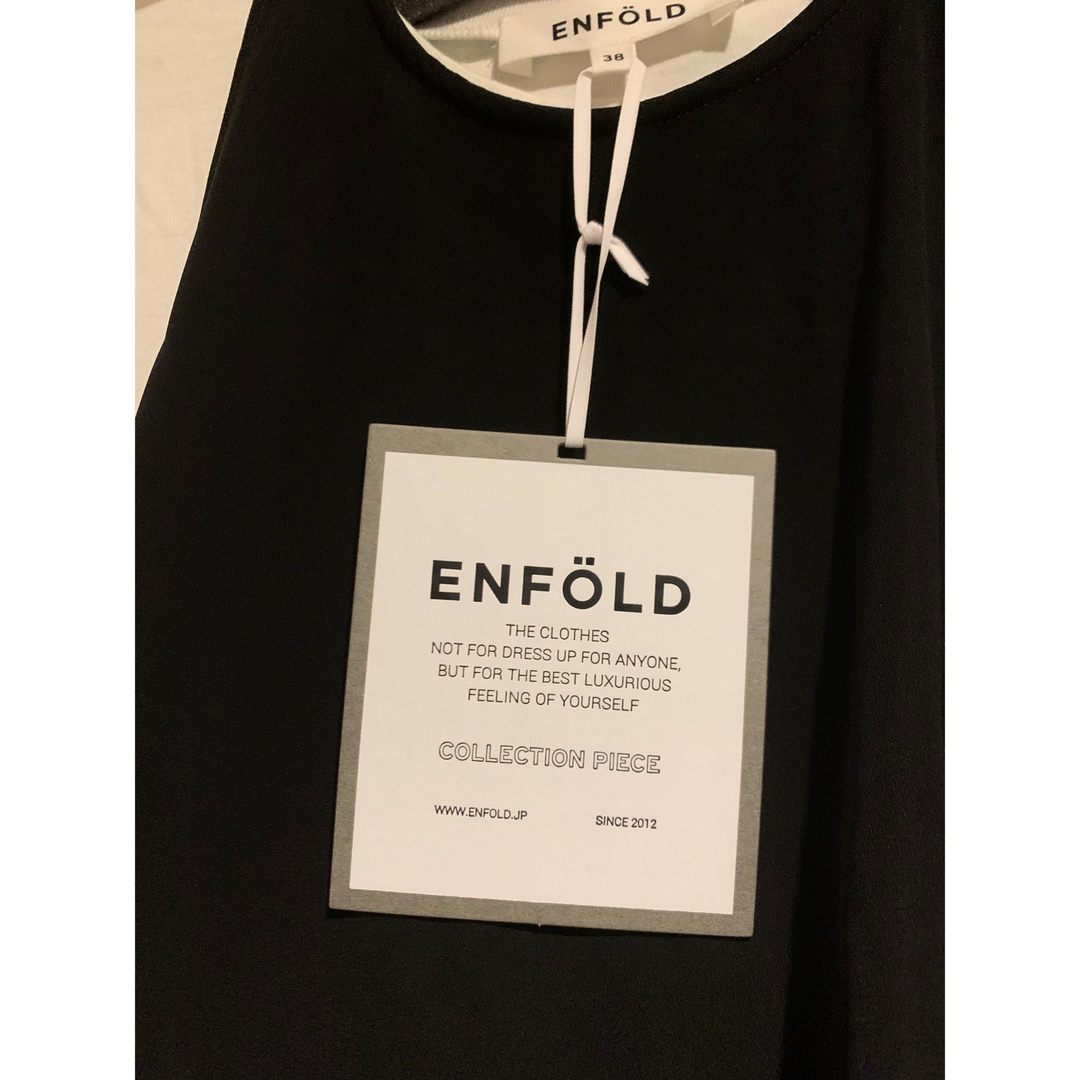 ENFÖLD
38
ENFÖLD
THE CLOTHES
NOT FOR DRESS UP FOR ANYONE,
BUT FOR THE BEST LUXURIOUS
FEELING OF YOURSELF
COLLECTION PIECE
WWW.ENFOLD.JP SINCE 2012